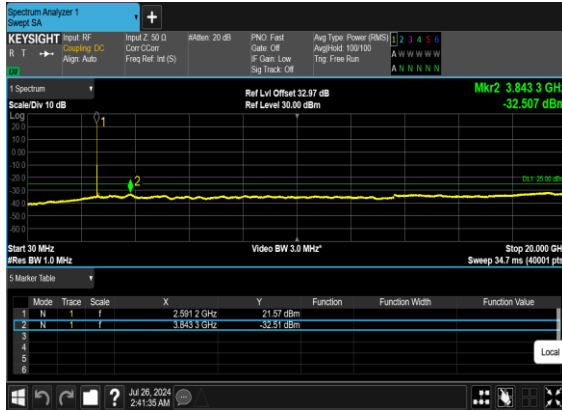 Spectrum Analyzer 1
Swept SA
+
KEYSIGHT Input: RF Input Z: 50 Ω #Atten: 20 dB PNO: Fast Avg Type: Power (RMS) 1 2 3 4 5 6
R T Coupling: DC Corr CCorr Gate: Off Avg|Hold: 100/100 A W W W W W
Align: Auto Freq Ref: Int (S) IF Gain: Low Trig: Free Run
Sig Track: Off A N N N N N
1 Spectrum
Ref Lvl Offset 32.97 dB Mkr2 3.843 3 GHz
Scale/Div 10 dB Ref Level 30.00 dBm -32.507 dBm
Log
20.0
10.0
0.00
-10.0
-20.0
-30.0
-40.0
-50.0
-60.0
1
2
DL1 -25.00 dBm
Start 30 MHz Video BW 3.0 MHz* Stop 20.000 GH
#Res BW 1.0 MHz Sweep 34.7 ms (40001 pts
5 Marker Table
Mode Trace Scale X Y Function Function Width Function Value
1 N 1 f 2.591 2 GHz 21.57 dBm
2 N 1 f 3.843 3 GHz -32.51 dBm
3
4
5
6
Local
? Jul 26, 2024
2:41:35 AM